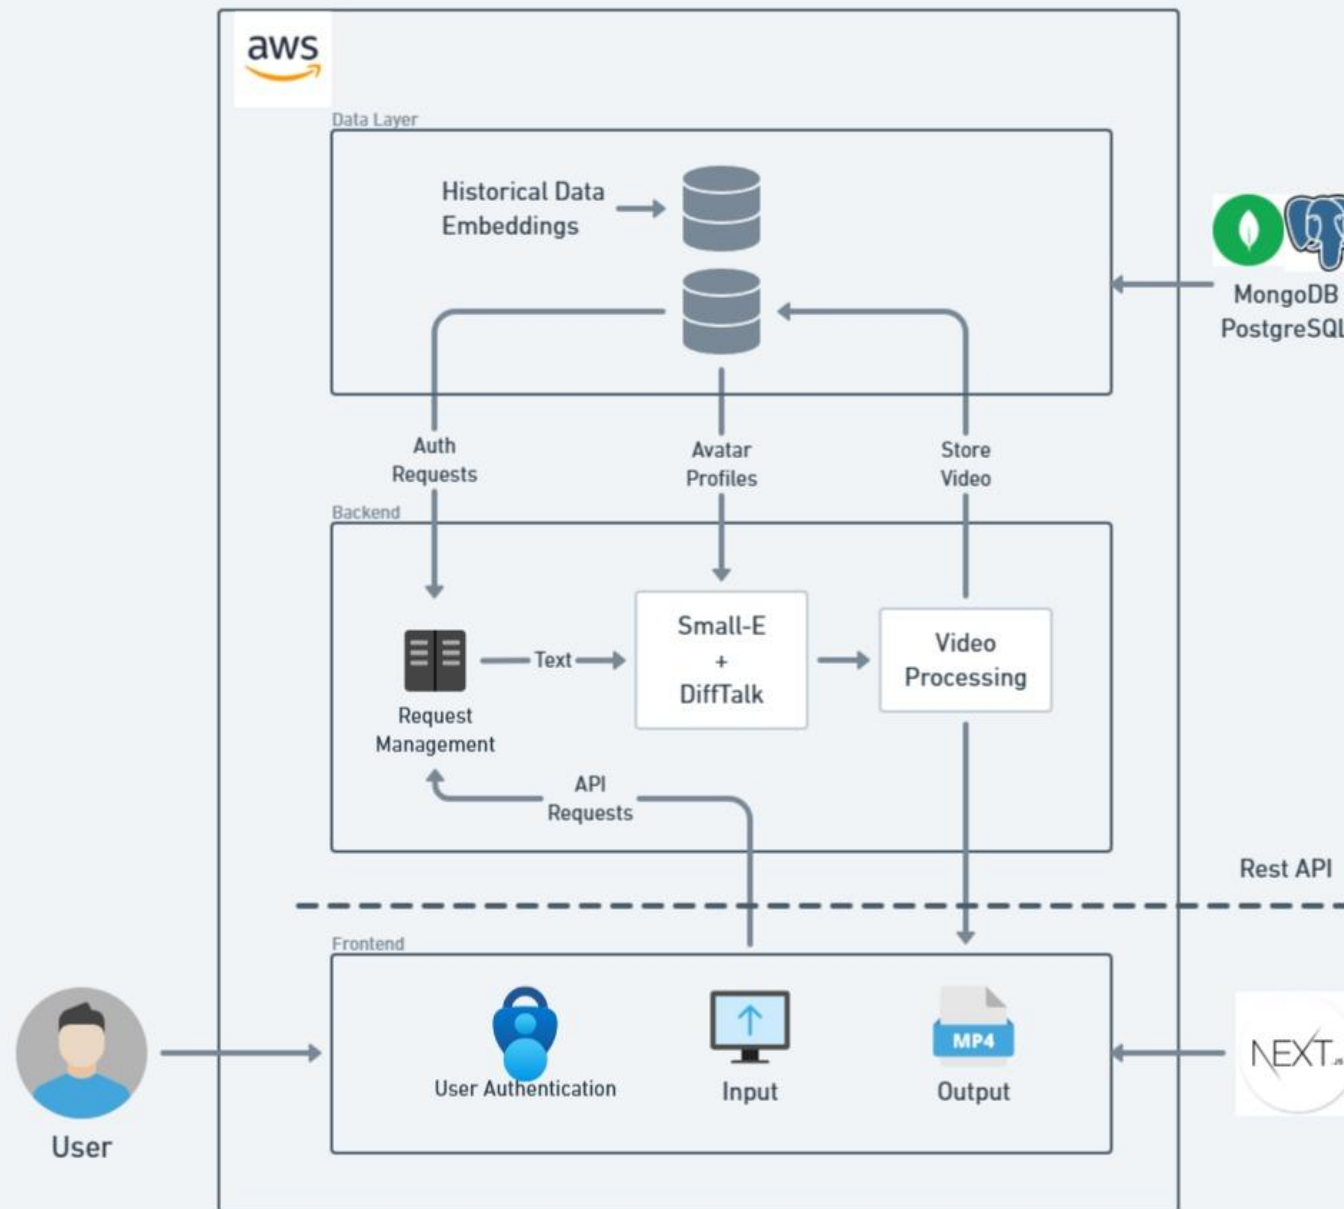 aws
Data Layer
Historical Data
Embeddings
MongoDB
PostgreSQL
Auth
Requests
Avatar
Profiles
Store
Video
Backend
Small-E
+
DiffTalk
Video
Processing
Text
Request
Management
API
Requests
Rest API
Frontend
MP4
NEXT.JS
User Authentication
Input
Output
User